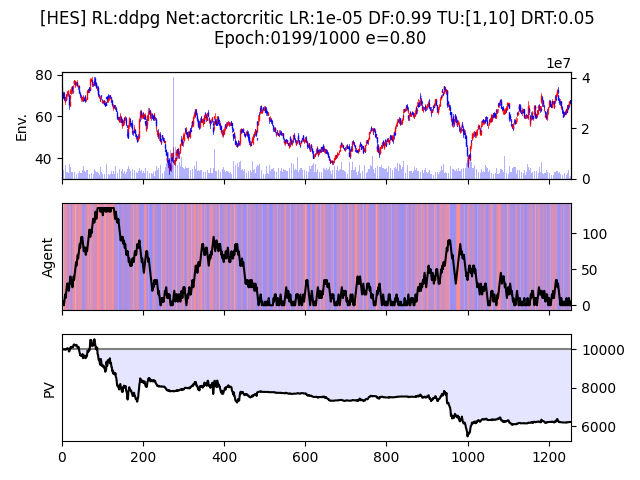 [HES] RL:ddpg Net:actorcritic LR:1e-05 DF:0.99 TU:[1,10] DRT:0.05
Epoch:0199/1000 e=0.80
1e7
80
60
40
Env.
4
2
0
Agent
100
50
0
PV
10000
8000
6000
0 200 400 600 800 1000 1200